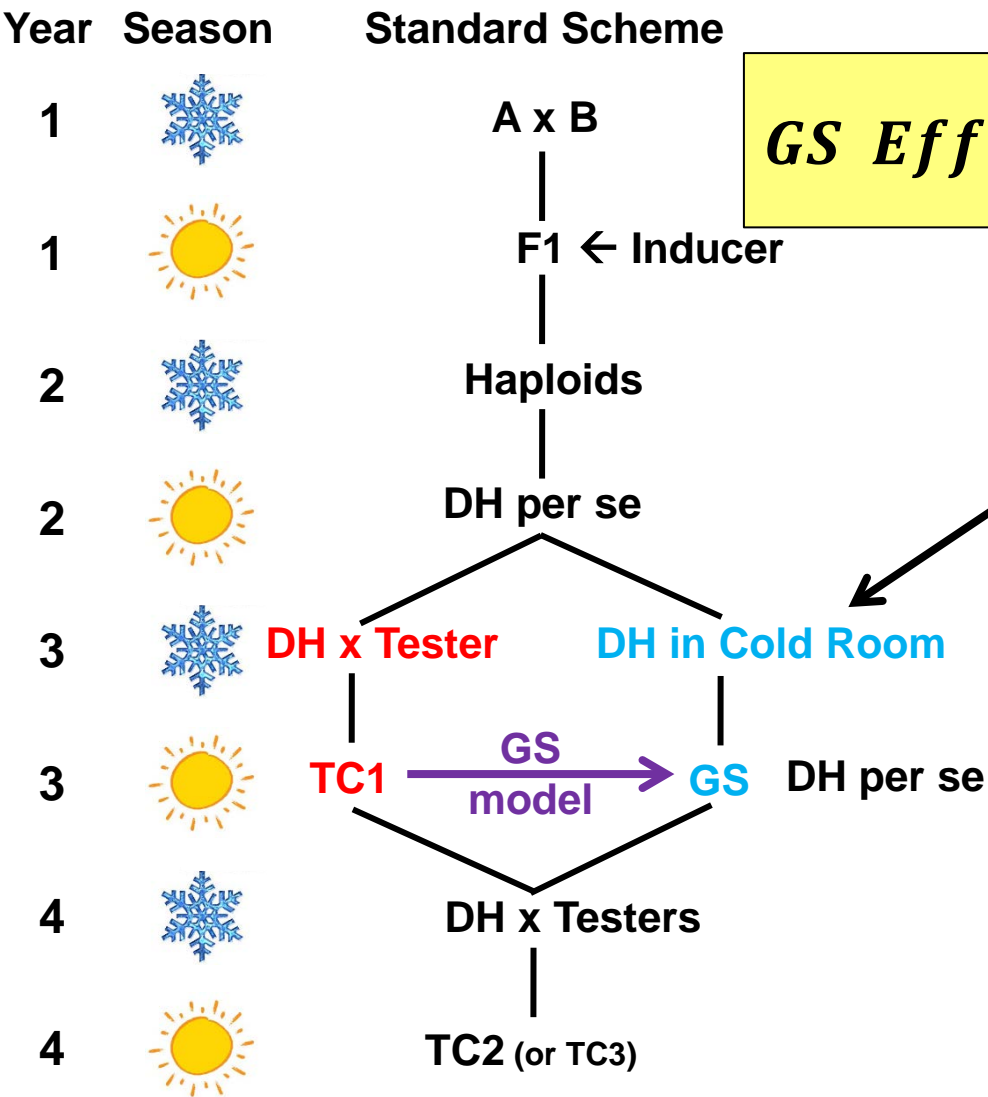 Year Season Standard Scheme
1 A x B
GS Eff
1 F1 ← Inducer
2 Haploids
2 DH per se
3 DH x Tester DH in Cold Room
3 TC1 GS model GS DH per se
4 DH x Testers
4 TC2 (or TC3)